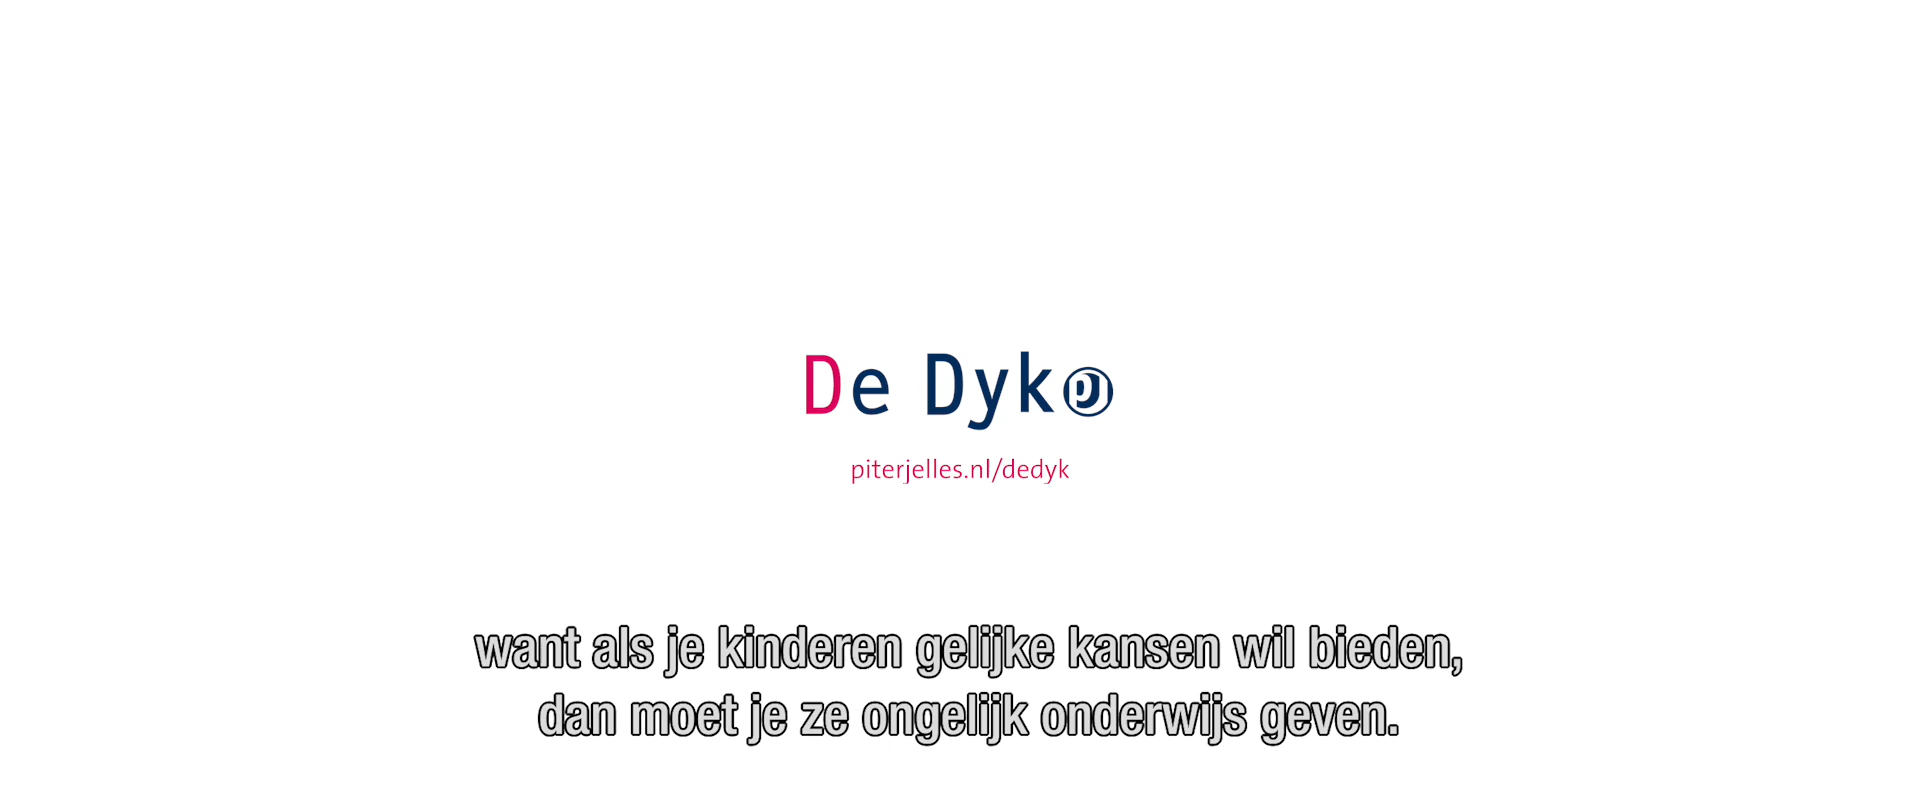 De Dyk pj
piterjelles.nl/dedyk
want als je kinderen gelijke kansen wil bieden,
dan moet je ze ongelijk onderwijs geven.